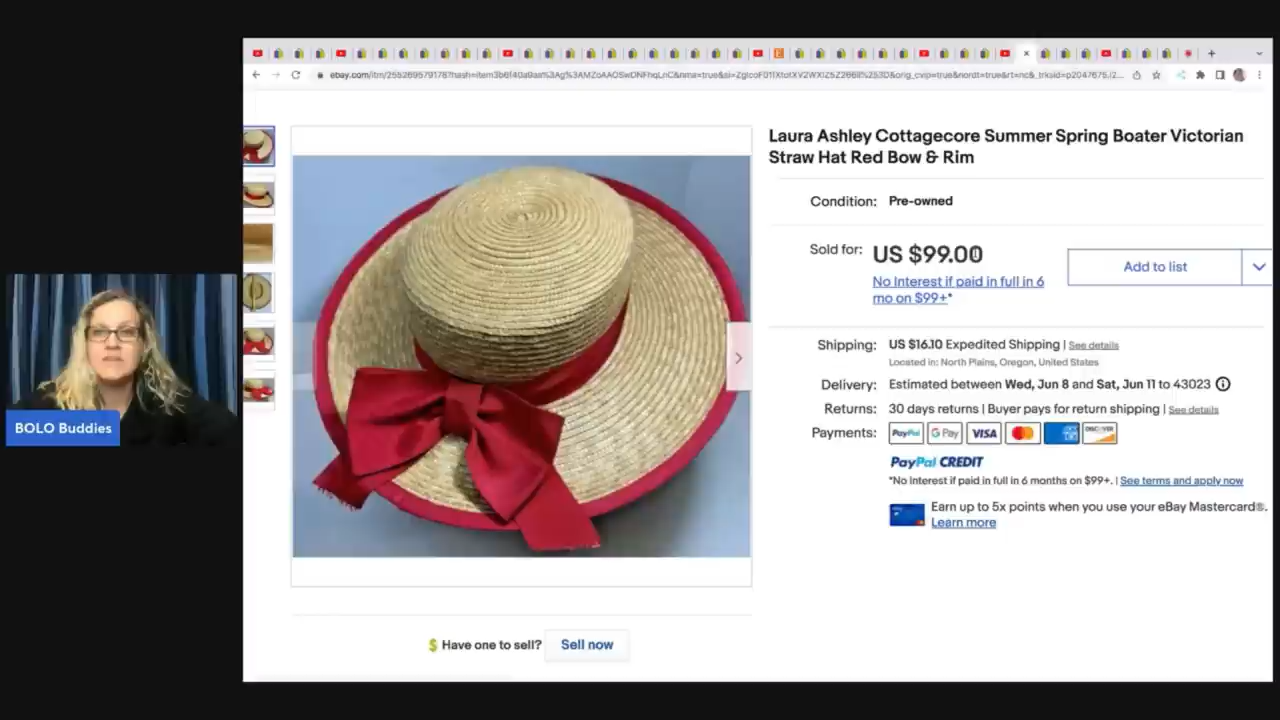 Laura Ashley Cottagecore Summer Spring Boater Victorian
Straw Hat Red Bow & Rim
Condition: Pre-owned
Sold for: US $99.00
No Interest if paid in full in 6
mo on $99+*
Add to list
Shipping: US $16.10 Expedited Shipping | See details
Located in: North Plains, Oregon, United States
Delivery: Estimated between Wed, Jun 8 and Sat, Jun 11 to 43023
Returns: 30 days returns | Buyer pays for return shipping | See details
Payments: PayPal G Pay VISA DISCOVER
PayPal CREDIT
*No Interest if paid in full in 6 months on $99+. | See terms and apply now
Earn up to 5x points when you use your eBay Mastercard®.
Learn more
$ Have one to sell? Sell now
BOLO Buddies